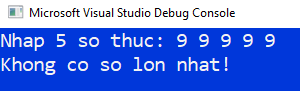 Microsoft Visual Studio Debug Console
Nhap 5 so thuc: 9 9 9 9 9
Khong co so lon nhat!